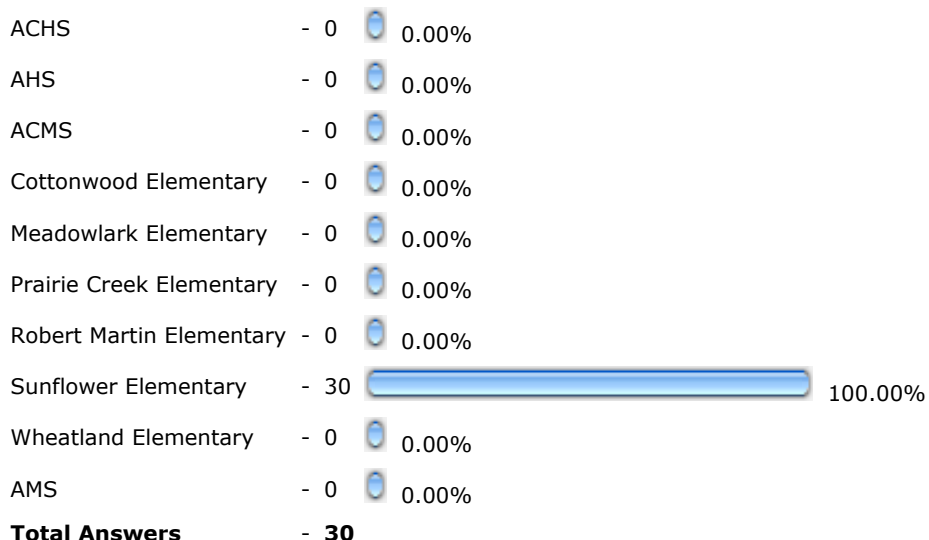 ACHS - 0 0.00%
AHS - 0 0.00%
ACMS - 0 0.00%
Cottonwood Elementary - 0 0.00%
Meadowlark Elementary - 0 0.00%
Prairie Creek Elementary - 0 0.00%
Robert Martin Elementary - 0 0.00%
Sunflower Elementary - 30 100.00%
Wheatland Elementary - 0 0.00%
AMS - 0 0.00%
Total Answers - 30